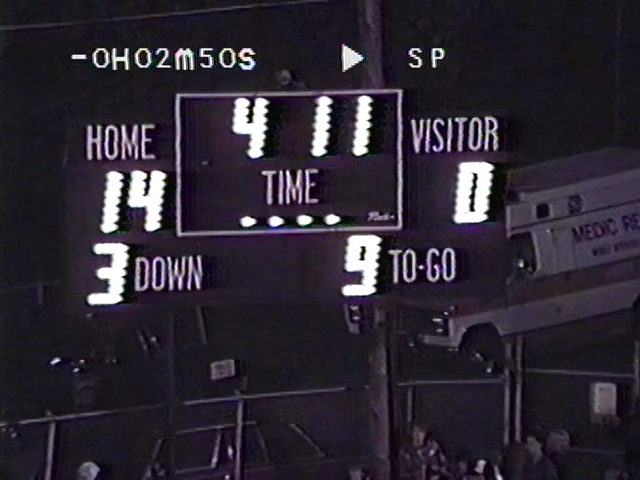 -0H02m50s ▶ SP
4 11
HOME VISITOR
TIME
14 0
3 DOWN 9 TO-GO
MEDIC